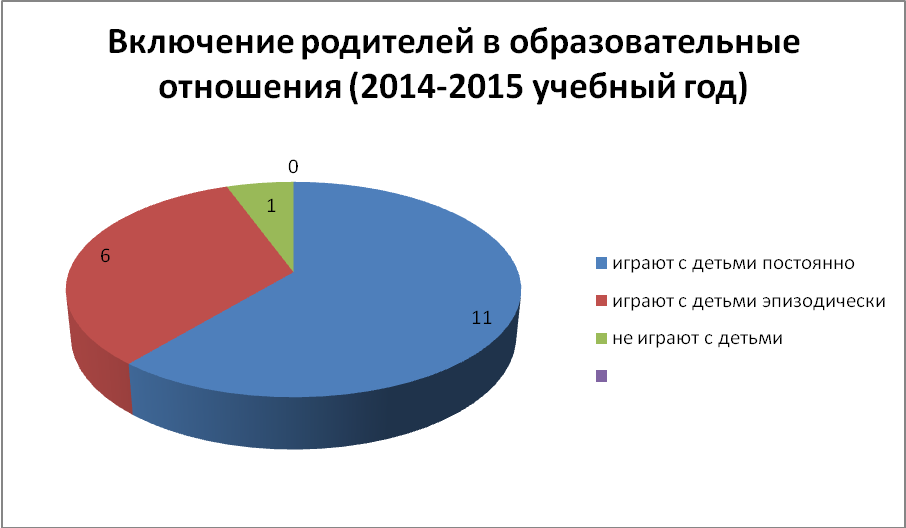 Включение родителей в образовательные
отношения (2014-2015 учебный год)
0
1
6
11
играют с детьми постоянно
играют с детьми эпизодически
не играют с детьми